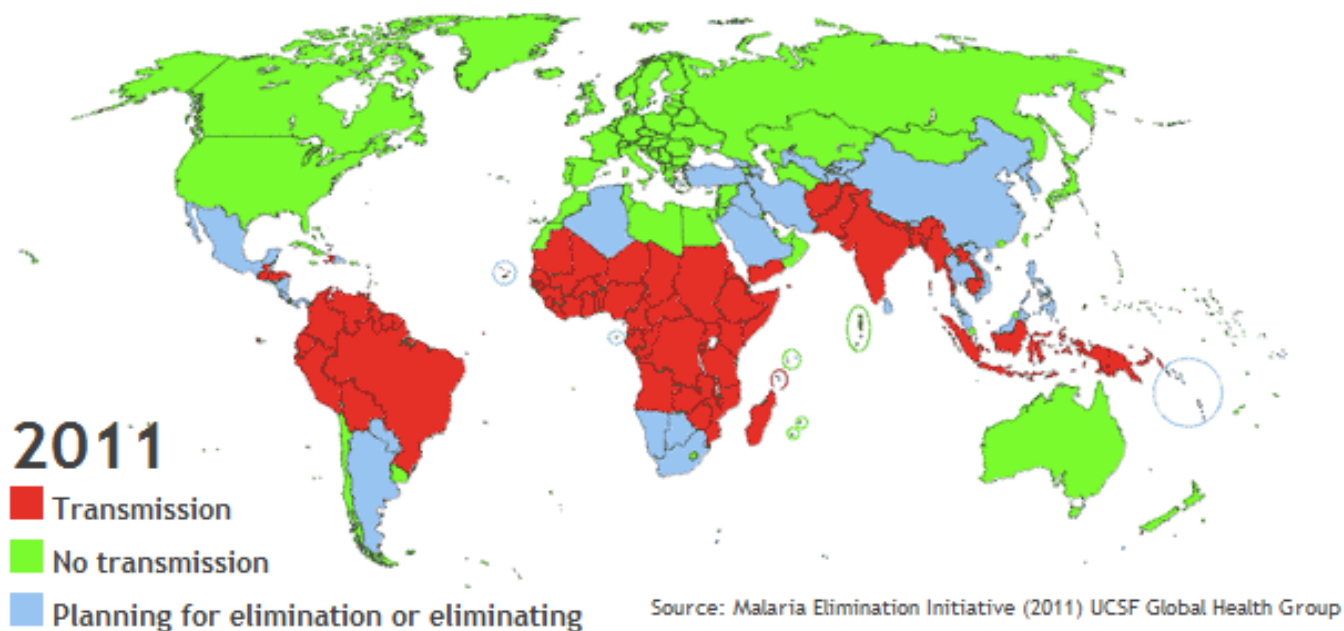 2011
Transmission
No transmission
Planning for elimination or eliminating
Source: Malaria Elimination Initiative (2011) UCSF Global Health Group